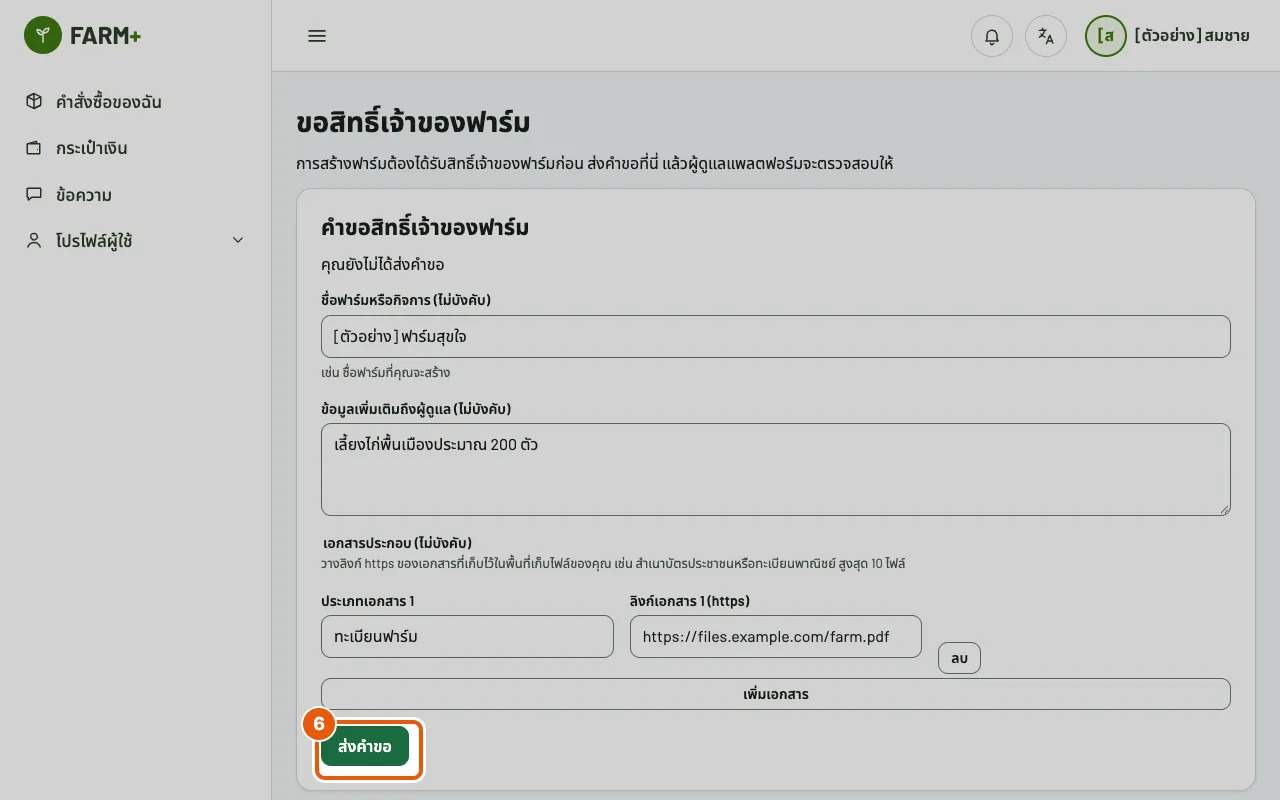 FARM+
[ส
[ตัวอย่าง] สมชาย
คำสั่งซื้อของฉัน
กระเป๋าเงิน
ข้อความ
โปรไฟล์ผู้ใช้
ขอสิทธิ์เจ้าของฟาร์ม
การสร้างฟาร์มต้องได้รับสิทธิ์เจ้าของฟาร์มก่อน ส่งคำขอที่นี่ แล้วผู้ดูแลแพลตฟอร์มจะตรวจสอบให้
คำขอสิทธิ์เจ้าของฟาร์ม
คุณยังไม่ได้ส่งคำขอ
ชื่อฟาร์มหรือกิจการ (ไม่บังคับ)
[ตัวอย่าง] ฟาร์มสุขใจ
เช่น ชื่อฟาร์มที่คุณจะสร้าง
ข้อมูลเพิ่มเติมถึงผู้ดูแล (ไม่บังคับ)
เลี้ยงไก่พื้นเมืองประมาณ 200 ตัว
เอกสารประกอบ (ไม่บังคับ)
วางลิงก์ https ของเอกสารที่เก็บไว้ในพื้นที่เก็บไฟล์ของคุณ เช่น สำเนาบัตรประชาชนหรือทะเบียนพาณิชย์ สูงสุด 10 ไฟล์
ประเภทเอกสาร 1
ลิงก์เอกสาร 1 (https)
ทะเบียนฟาร์ม
https://files.example.com/farm.pdf
ลบ
เพิ่มเอกสาร
6
ส่งคำขอ